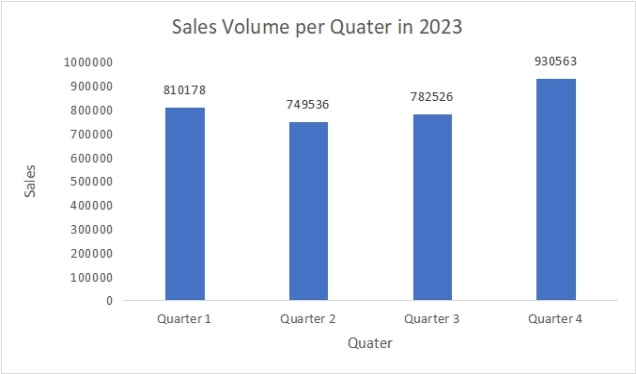 Sales Volume per Quater in 2023
1000000
900000
800000
700000
600000
500000
400000
300000
200000
100000
0
Sales
810178
749536
782526
930563
Quarter 1
Quarter 2
Quarter 3
Quarter 4
Quater